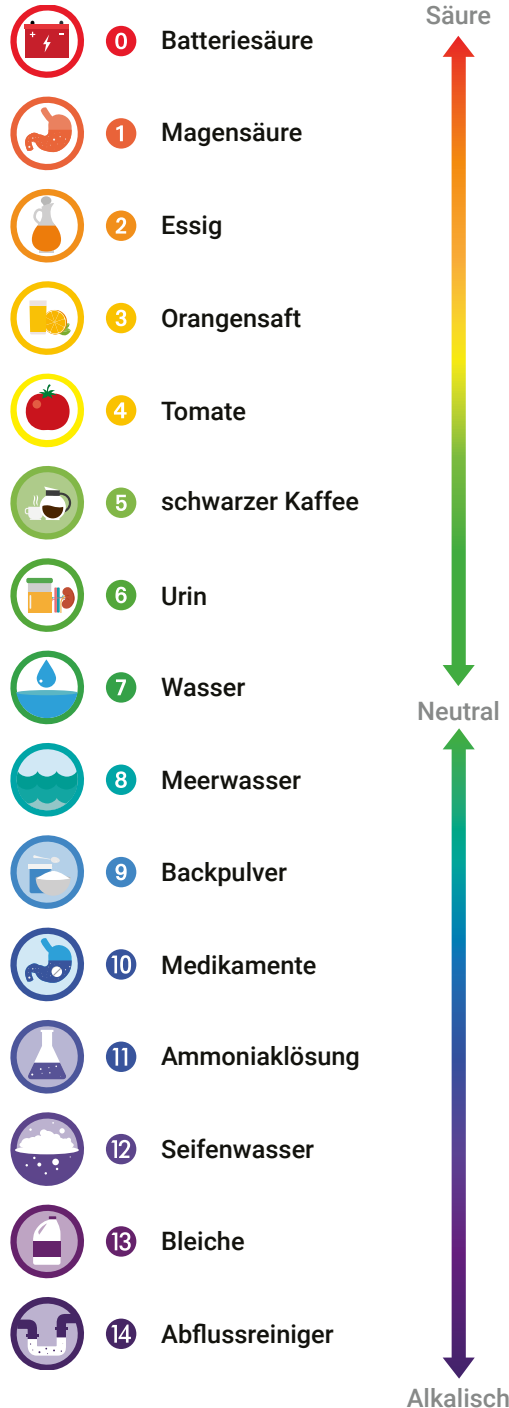 Säure
0 Batteriesäure
1 Magensäure
2 Essig
3 Orangensaft
4 Tomate
5 schwarzer Kaffee
6 Urin
7 Wasser
Neutral
8 Meerwasser
9 Backpulver
10 Medikamente
11 Ammoniaklösung
12 Seifenwasser
13 Bleiche
14 Abflussreiniger
Alkalisch